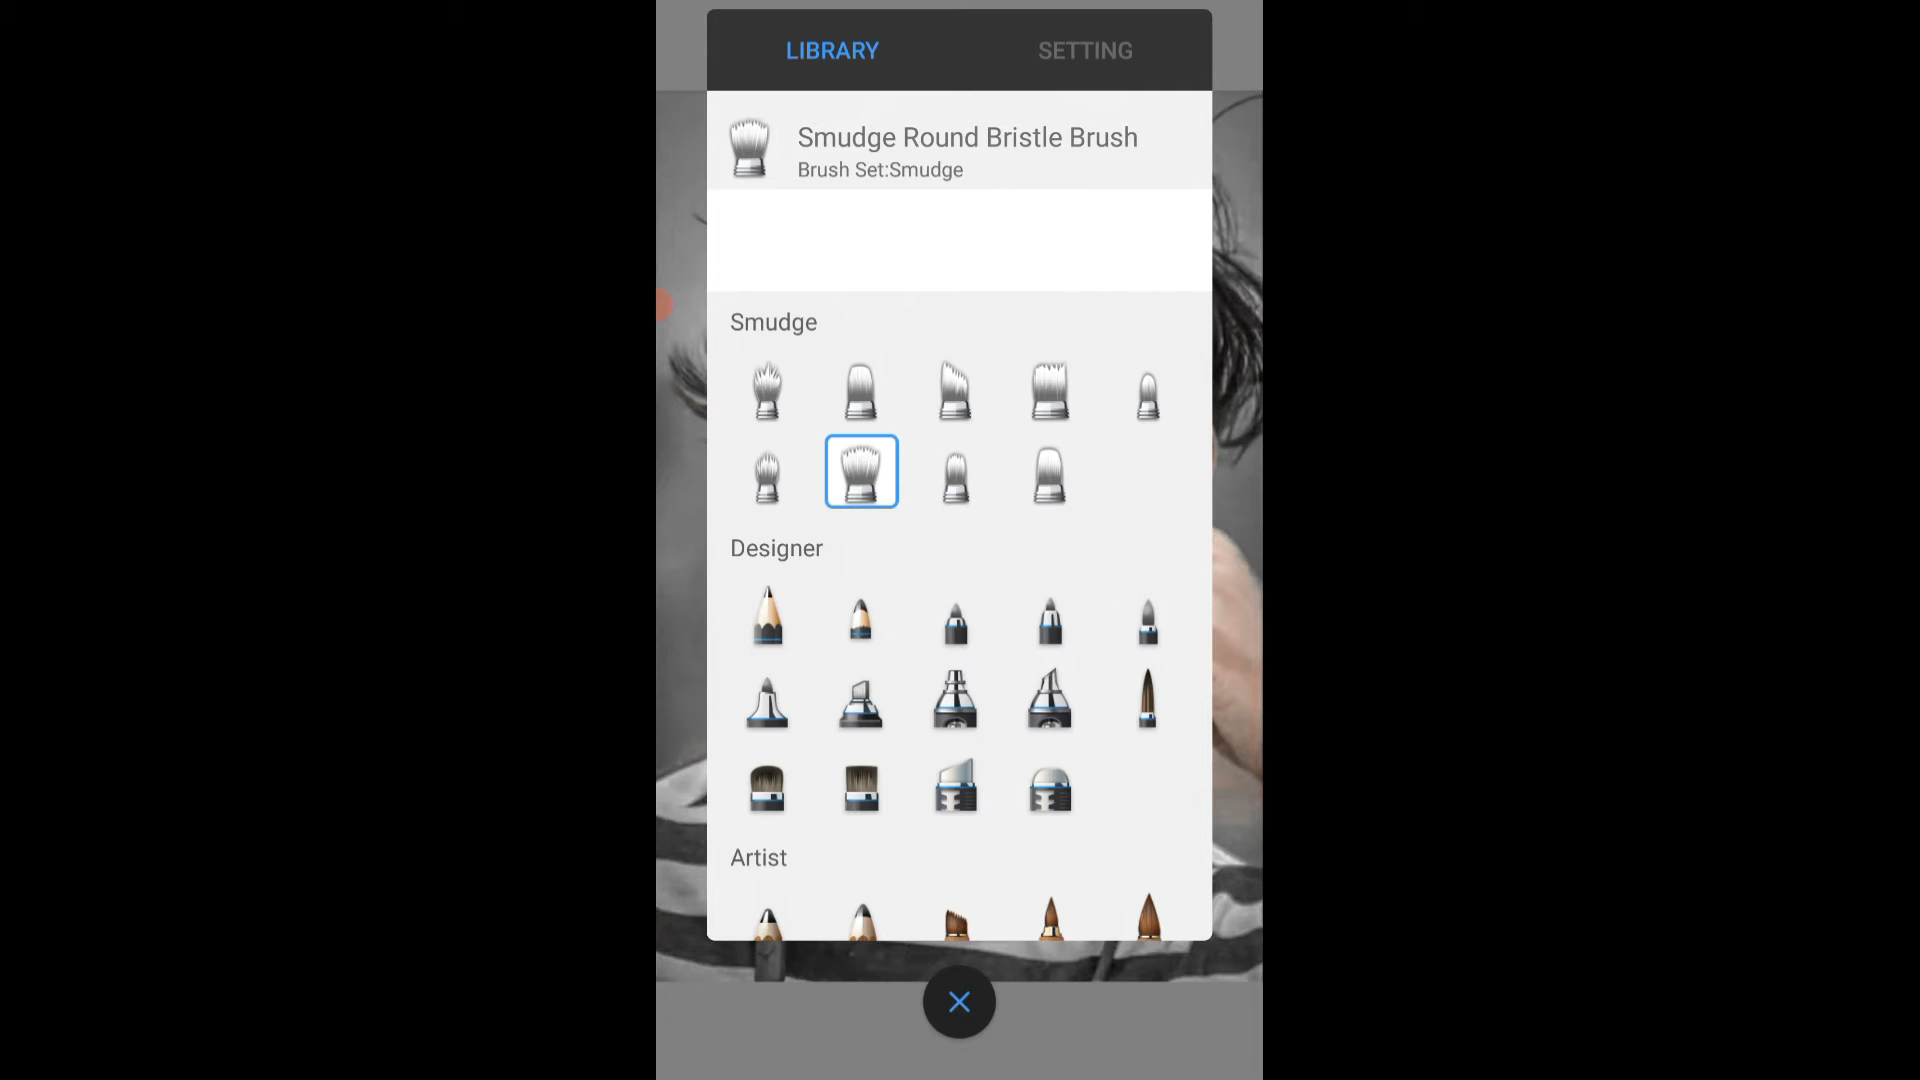 LIBRARY SETTING
Smudge Round Bristle Brush
Brush Set:Smudge
Smudge
Designer
Artist